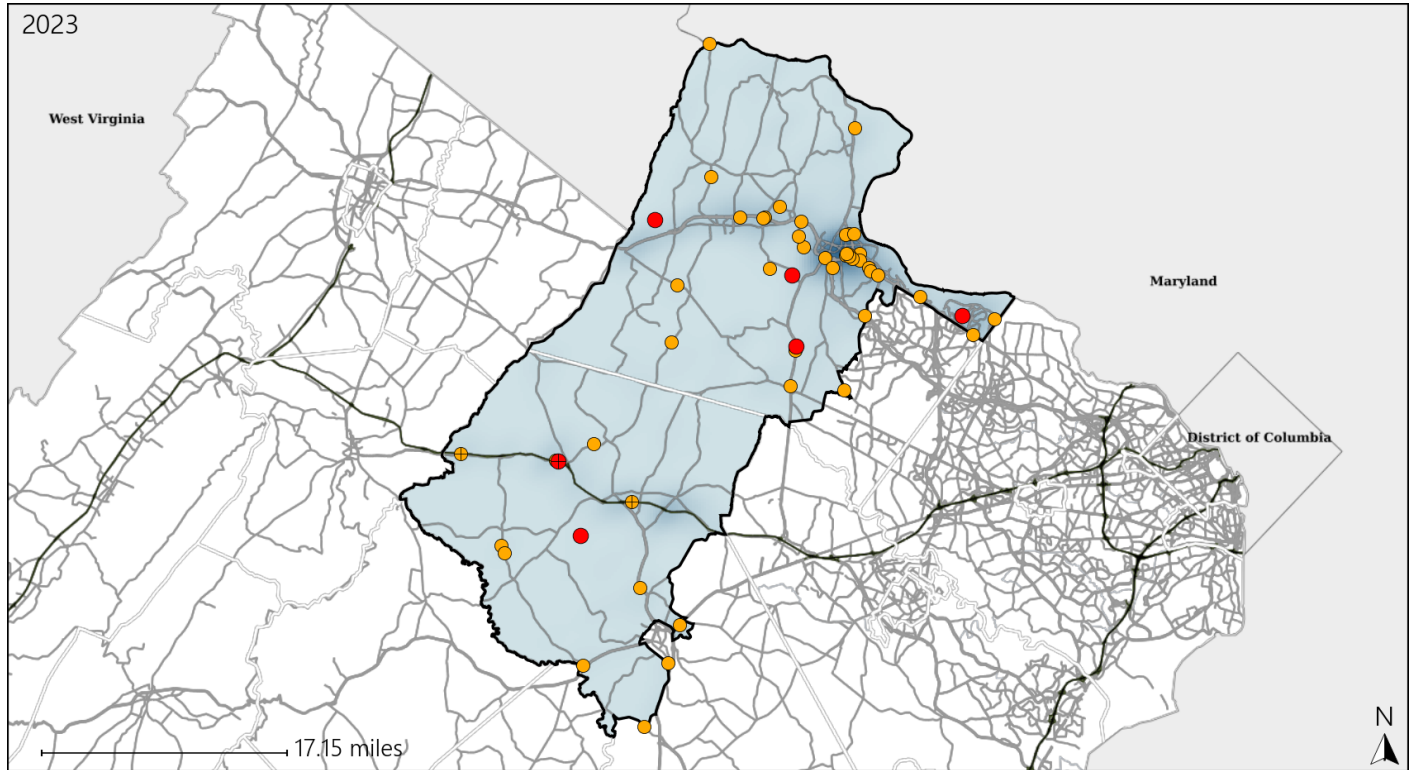 2023
West Virginia
Maryland
District of Columbia
17.15 miles
N